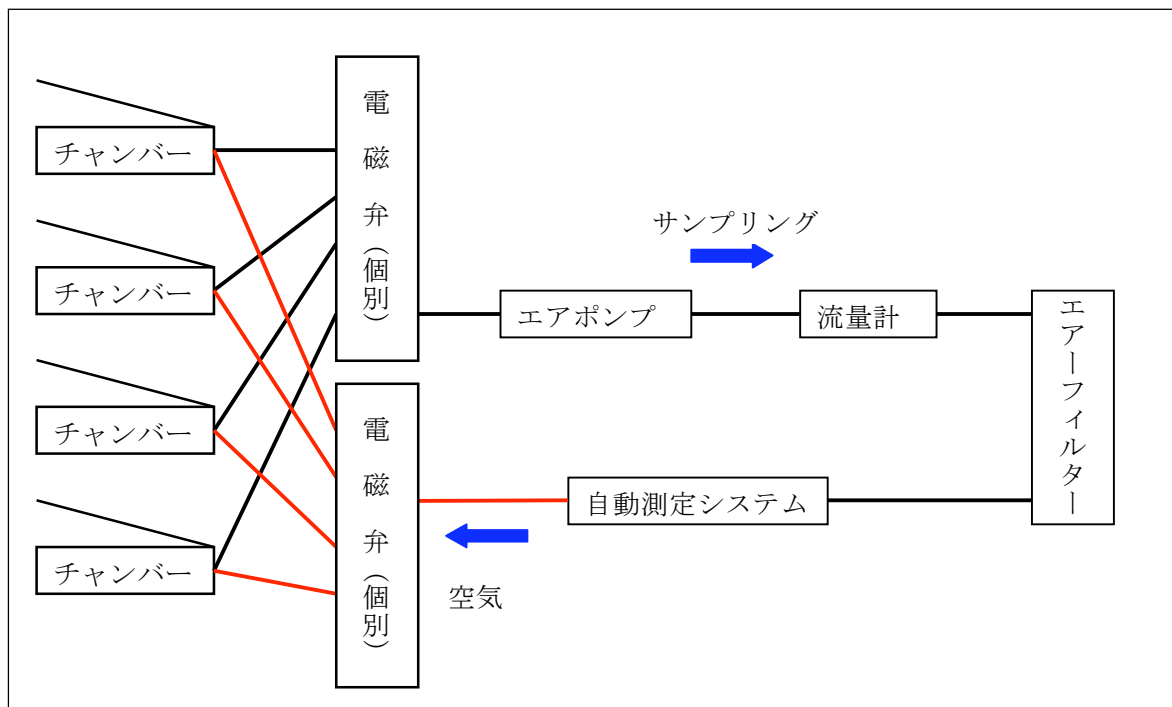 チャンバー
チャンバー
チャンバー
チャンバー
電磁弁(個別)
電磁弁(個別)
サンプリング
エアポンプ
流量計
エアーフィルター
自動測定システム
空気